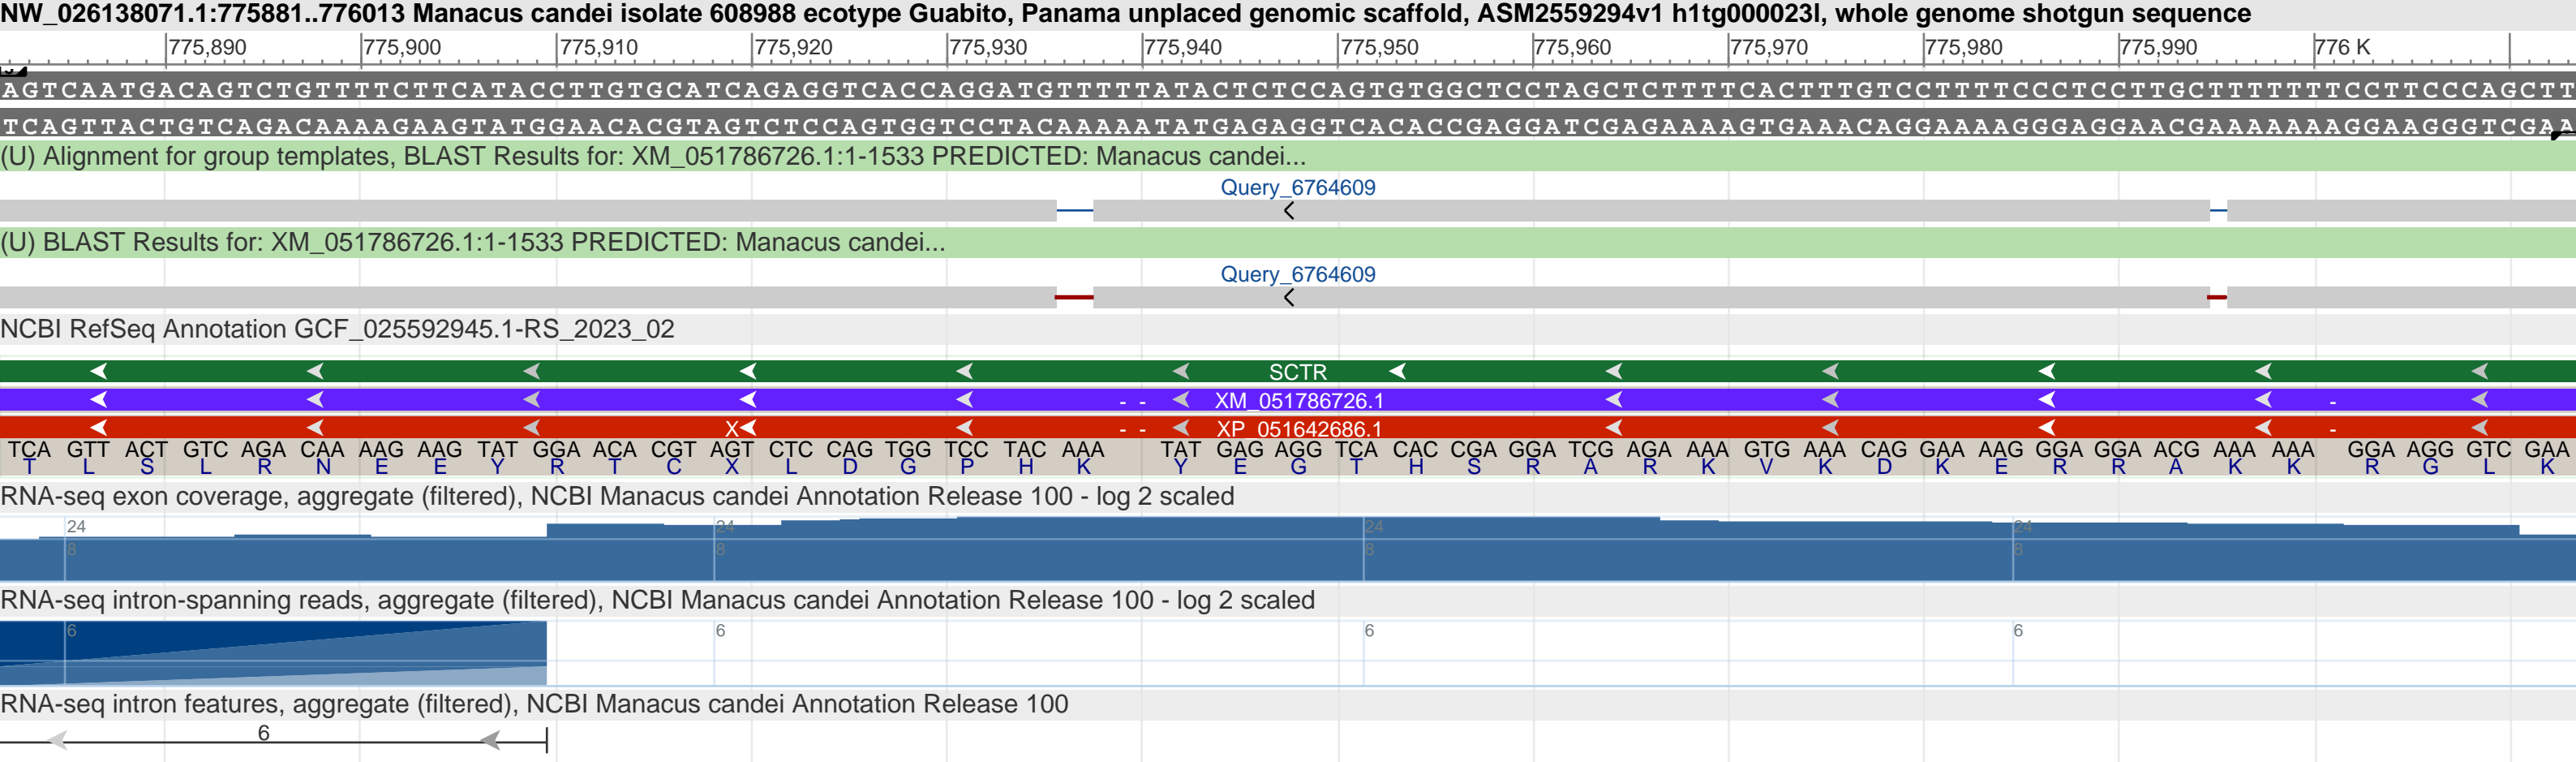 NW_026138071.1:775881..776013 Manacus candei isolate 608988 ecotype Guabito, Panama unplaced genomic scaffold, ASM2559294v1 h1tg000023l, whole genome shotgun sequence
775,890 775,900 775,910 775,920 775,930 775,940 775,950 775,960 775,970 775,980 775,990 776 K
AGTCAATGACAGTCTGTTTTCTTCATACCTTGTGCATCAGAGGTCACCAGGATGTTTTTATACTCTCCAGTGTGGCTCCTAGCTCTTTTCACTTTGTCCTTTTCCCTCCTTGCTTTTTTTTCCTTCCCAGCTT
TCAGTTACTGTCAGACAAAAGAAGTATGGAACACGTAGTCTCCAGTGGTCCTACAAAAATATGAGAGGTCACACCGAGGATCGAGAAAAGTGAAACAGGAAAAGGGAGGAACGAAAAAAAAGGAAGGGTCGAA
(U) Alignment for group templates, BLAST Results for: XM_051786726.1:1-1533 PREDICTED: Manacus candei...
Query_6764609
(U) BLAST Results for: XM_051786726.1:1-1533 PREDICTED: Manacus candei...
Query_6764609
NCBI RefSeq Annotation GCF_025592945.1-RS_2023_02
SCTR
- - XM_051786726.1 -
X - - XP_051642686.1 -
TCA GTT ACT GTC AGA CAA AAG AAG TAT GGA ACA CGT AGT CTC CAG TGG TCC TAC AAA TAT GAG AGG TCA CAC CGA GGA TCG AGA AAA GTG AAA CAG GAA AAG GGA GGA ACG AAA AAA GGA AGG GTC GAA
T L S L R N E E Y R T C X L D G P H K Y E G T H S R A R K V K D K E R R A K K R G L K
RNA-seq exon coverage, aggregate (filtered), NCBI Manacus candei Annotation Release 100 - log 2 scaled
24 24 24 24
8 8 8 8
RNA-seq intron-spanning reads, aggregate (filtered), NCBI Manacus candei Annotation Release 100 - log 2 scaled
6 6 6 6
RNA-seq intron features, aggregate (filtered), NCBI Manacus candei Annotation Release 100
6